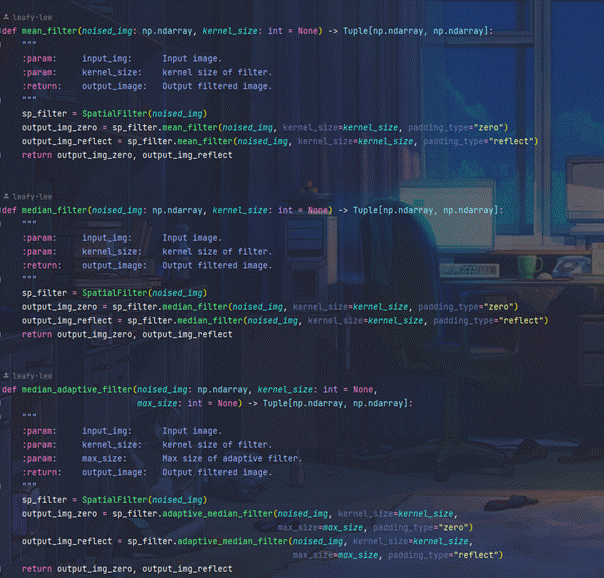 leafy-lee
def mean_filter(noised_img: np.ndarray, kernel_size: int = None) -> Tuple[np.ndarray, np.ndarray]:
    """
    :param:    input_img:      Input image.
    :param:    kernel_size:    kernel size of filter.
    :return:   output_image:   Output filtered image.
    """
    sp_filter = SpatialFilter(noised_img)
    output_img_zero = sp_filter.mean_filter(noised_img, kernel_size=kernel_size, padding_type="zero")
    output_img_reflect = sp_filter.mean_filter(noised_img, kernel_size=kernel_size, padding_type="reflect")
    return output_img_zero, output_img_reflect
leafy-lee
def median_filter(noised_img: np.ndarray, kernel_size: int = None) -> Tuple[np.ndarray, np.ndarray]:
    """
    :param:    input_img:      Input image.
    :param:    kernel_size:    kernel size of filter.
    :return:   output_image:   Output filtered image.
    """
    sp_filter = SpatialFilter(noised_img)
    output_img_zero = sp_filter.median_filter(noised_img, kernel_size=kernel_size, padding_type="zero")
    output_img_reflect = sp_filter.median_filter(noised_img, kernel_size=kernel_size, padding_type="reflect")
    return output_img_zero, output_img_reflect
leafy-lee
def median_adaptive_filter(noised_img: np.ndarray, kernel_size: int = None,
                           max_size: int = None) -> Tuple[np.ndarray, np.ndarray]:
    """
    :param:    input_img:      Input image.
    :param:    kernel_size:    kernel size of filter.
    :param:    max_size:       Max size of adaptive filter.
    :return:   output_image:   Output filtered image.
    """
    sp_filter = SpatialFilter(noised_img)
    output_img_zero = sp_filter.adaptive_median_filter(noised_img, kernel_size=kernel_size,
                                                       max_size=max_size, padding_type="zero")
    output_img_reflect = sp_filter.adaptive_median_filter(noised_img, kernel_size=kernel_size,
                                                          max_size=max_size, padding_type="reflect")
    return output_img_zero, output_img_reflect